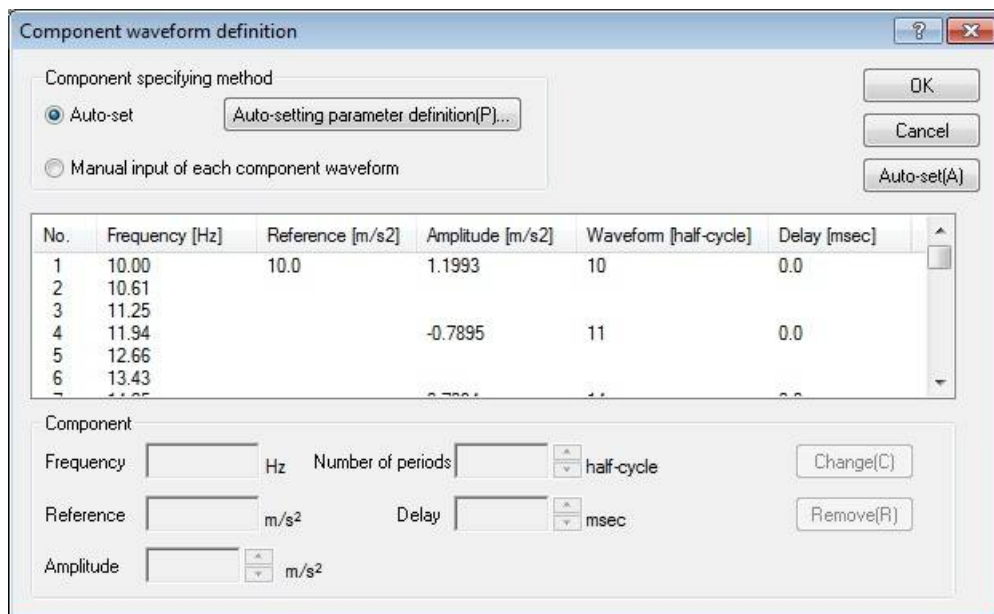 Component waveform definition
Component specifying method
Auto-set
Auto-setting parameter definition(P)...
Manual input of each component waveform
OK
Cancel
Auto-set(A)
No. Frequency [Hz] Reference [m/s2] Amplitude [m/s2] Waveform [half-cycle] Delay [msec]
1 10.00 10.0 1.1993 10 0.0
2 10.61
3 11.25
4 11.94 -0.7895 11 0.0
5 12.66
6 13.43
Component
Frequency Hz Number of periods half-cycle Change(C)
Reference m/s2 Delay msec Remove(R)
Amplitude m/s2